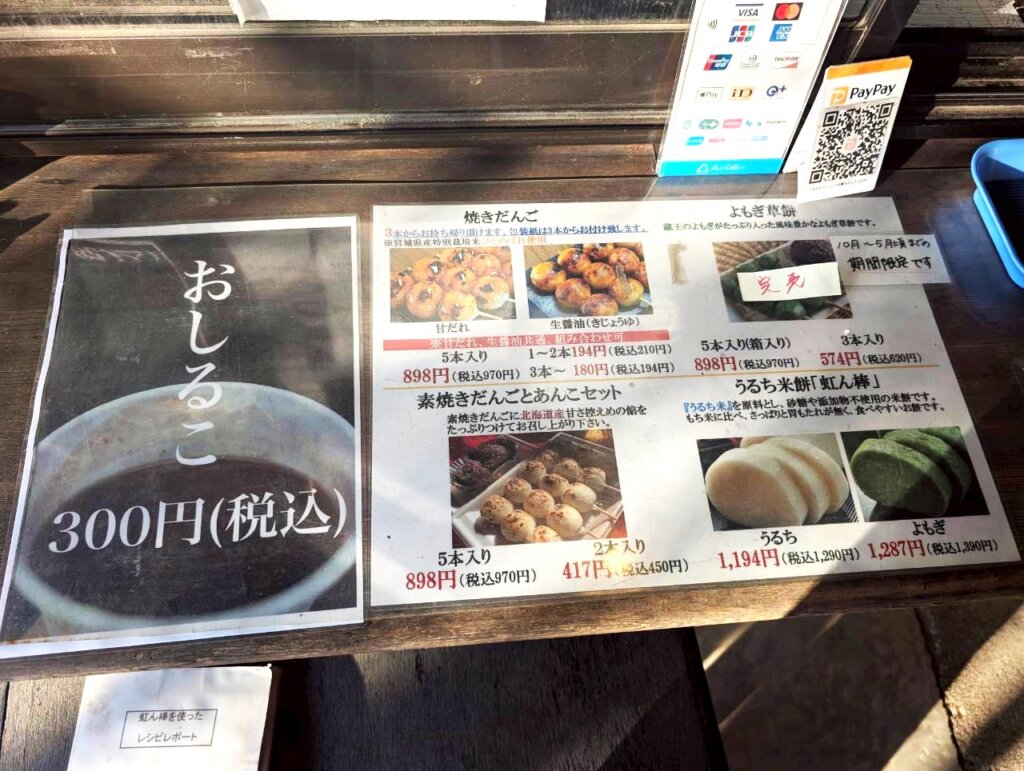 VISA
JCB
DISCOVER
Pay
iD
PayPay
おしるこ
300円(税込)
焼きだんご
3本からお持ち帰り頂けます。包装紙は3本からお付け致します。
※宮城県産特別栽培米ひとめぼれ使用
甘だれ
生醤油(きじょうゆ)
※甘だれ、生醤油共通、組み合わせ可
5本入り
898円(税込970円)
1～2本194円(税込210円)
3本～ 180円(税込194円)
よもぎ草餅
蔵王のよもぎがたっぷり入った風味豊かなよもぎ草餅です。
完売
10月～5月頃までの
期間限定です
5本入り(箱入り)
898円(税込970円)
3本入り
574円(税込620円)
素焼きだんごとあんこセット
素焼きだんごに北海道産甘さ控えめの餡を
たっぷりつけてお召し上がり下さい。
5本入り
898円(税込970円)
2本入り
417円(税込450円)
うるち米餅「虹ん棒」
『うるち米』を原料とし、砂糖や添加物不使用の米餅です。
もち米に比べ、さっぱりと胃もたれが無く、食べやすいお餅です。
うるち
1,194円(税込1,290円)
よもぎ
1,287円(税込1,390円)
虹ん棒を使った
レシピレポート